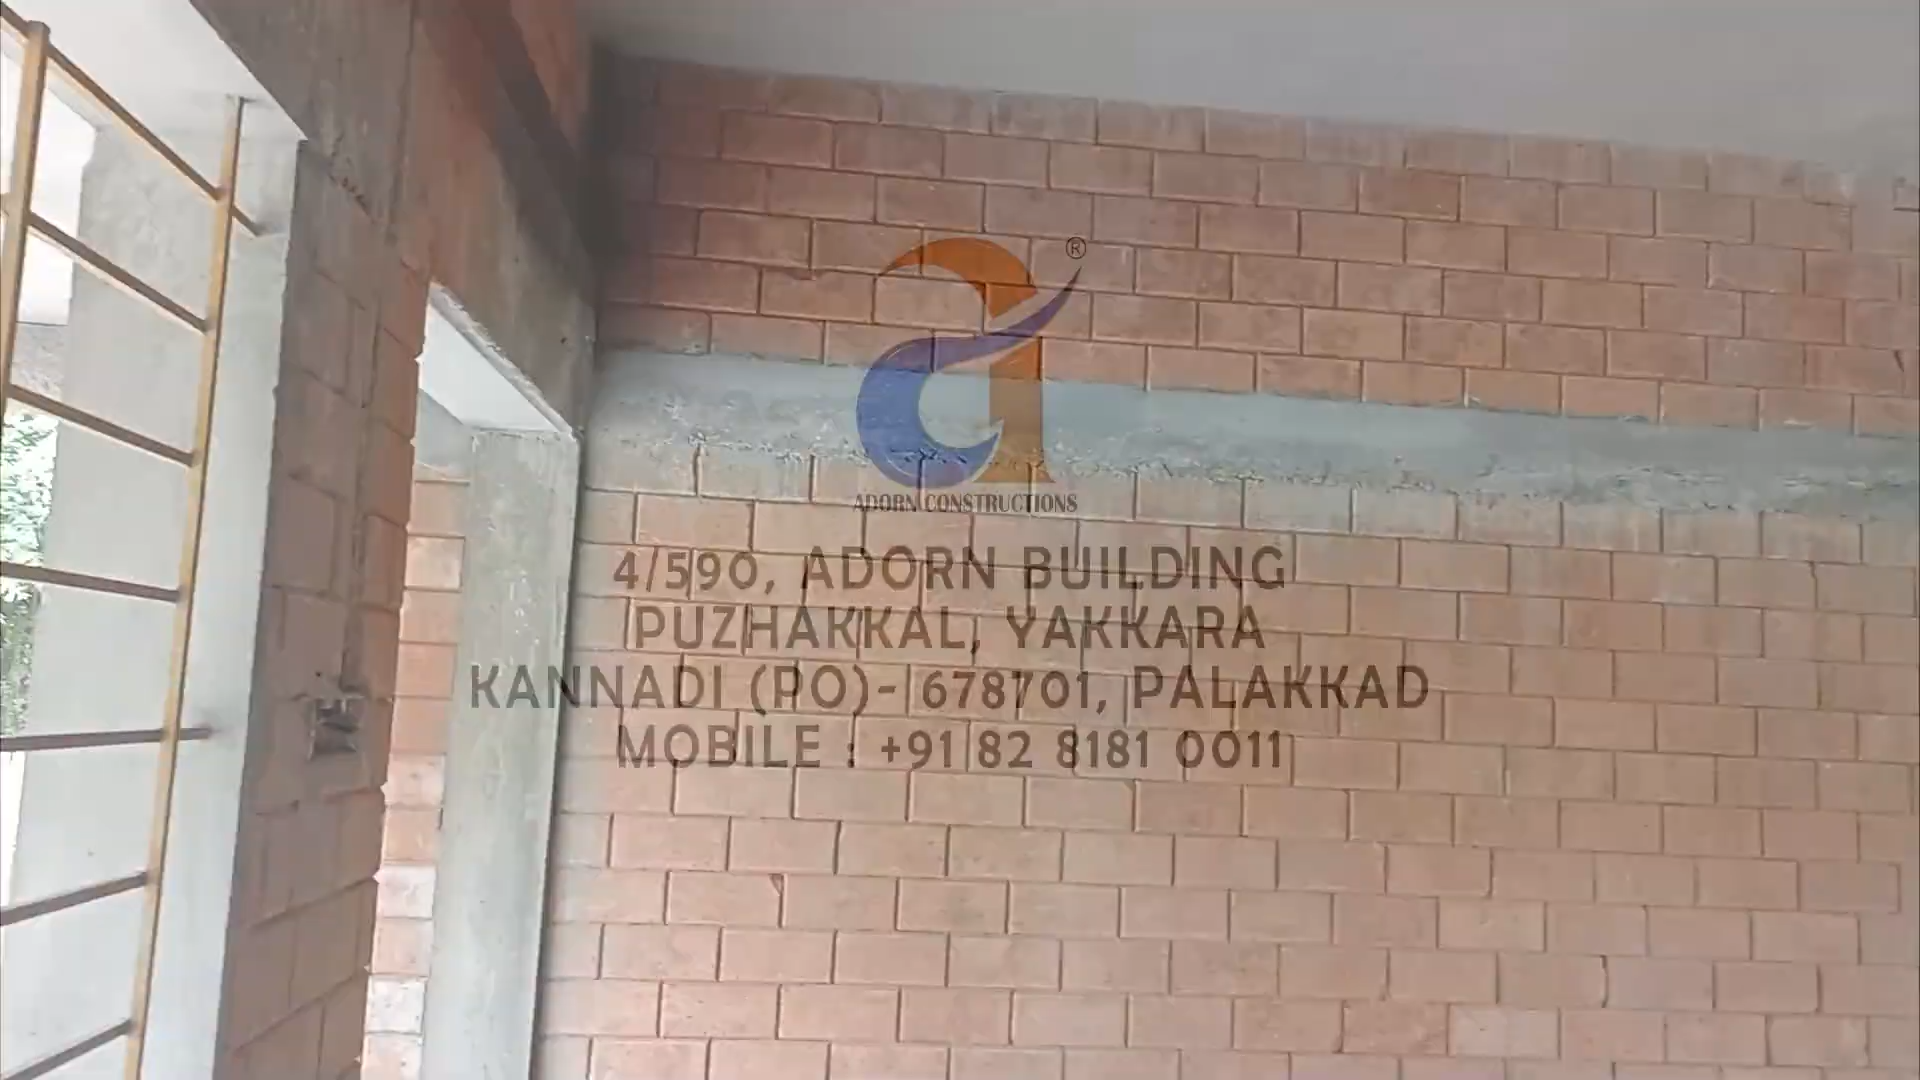 ®
ADORN CONSTRUCTIONS
4/590, ADORN BUILDING
PUZHAKKAL, YAKKARA
KANNADI (PO)- 678701, PALAKKAD
MOBILE : +91 82 8181 0011